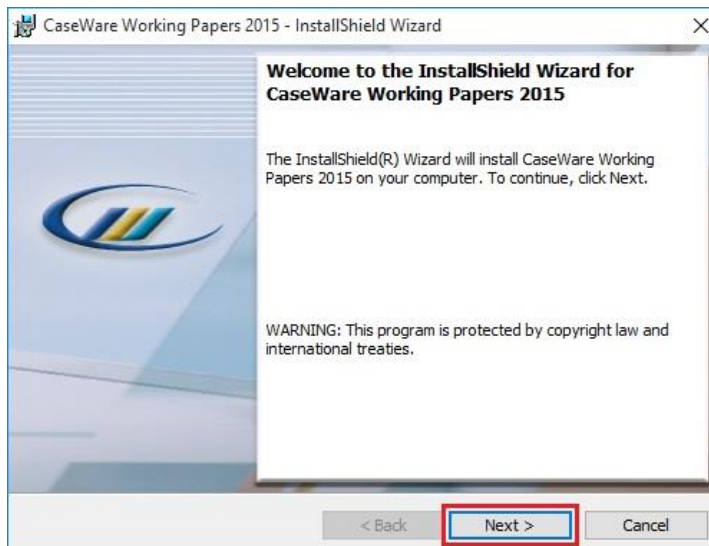 CaseWare Working Papers 2015 - InstallShield Wizard
Welcome to the InstallShield Wizard for
CaseWare Working Papers 2015
The InstallShield(R) Wizard will install CaseWare Working
Papers 2015 on your computer. To continue, click Next.
WARNING: This program is protected by copyright law and
international treaties.
< Back Next > Cancel